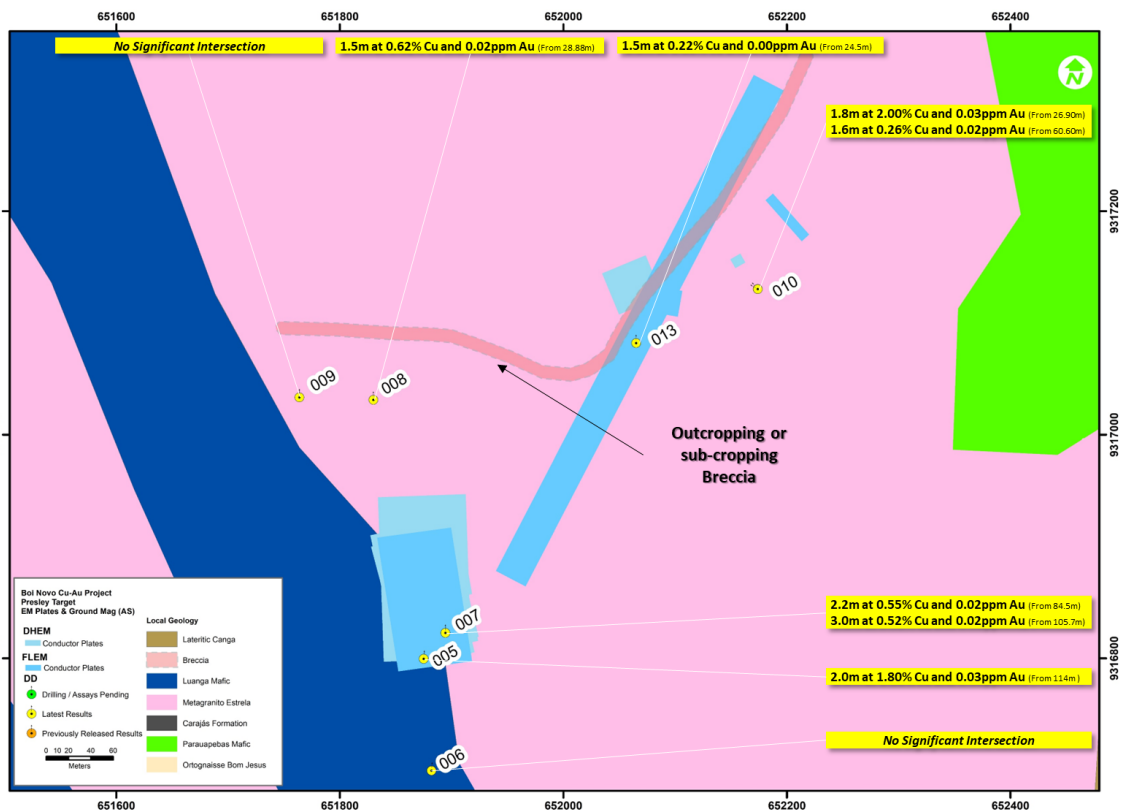 651600 651800 652000 652200 652400
No Significant Intersection
1.5m at 0.62% Cu and 0.02ppm Au (From 28.88m)
1.5m at 0.22% Cu and 0.00ppm Au (From 24.5m)
N
1.8m at 2.00% Cu and 0.03ppm Au (From 26.90m)
1.6m at 0.26% Cu and 0.02ppm Au (From 60.60m)
9317200
010
013
009
008
9317000
Outcropping or
sub-cropping
Breccia
2.2m at 0.55% Cu and 0.02ppm Au (From 84.5m)
3.0m at 0.52% Cu and 0.02ppm Au (From 105.7m)
007
005
9316800
2.0m at 1.80% Cu and 0.03ppm Au (From 114m)
No Significant Intersection
006
Boi Novo Cu-Au Project
Presley Target
EM Plates & Ground Mag (AS)
DHEM
Conductor Plates
FLEM
Conductor Plates
DD
Drilling / Assays Pending
Latest Results
Previously Released Results
0 10 20 40 60
Meters
Local Geology
Lateritic Canga
Breccia
Luanga Mafic
Metagranito Estrela
Carajás Formation
Parauapebas Mafic
Ortognaisse Bom Jesus
651600 651800 652000 652200 652400